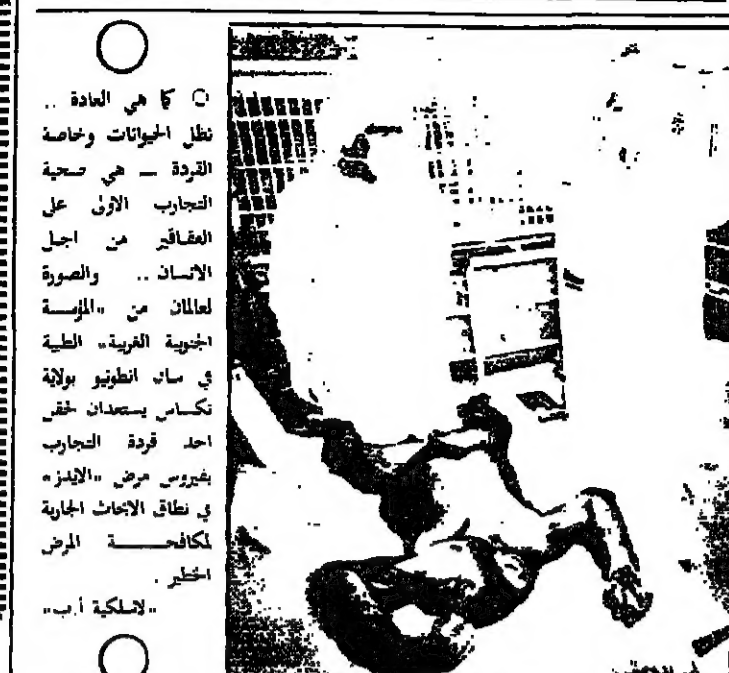 كما هي العادة ..
تظل الحيوانات وخاصة
القردة — هي ضحية
التجارب الاولى على
العقاقير من اجل
الانسان .. والصورة
لعالمان من «المؤسسة
الجنوبية الغربية» الطبية
في سان انطونيو بولاية
تكساس يستعدان لحقن
احد قردة التجارب
بفيروس مرض «الايدز»
في نطاق الابحاث الجارية
لمكافحـــــة المرض
الخطير .
«لاسلكية أ.ب»